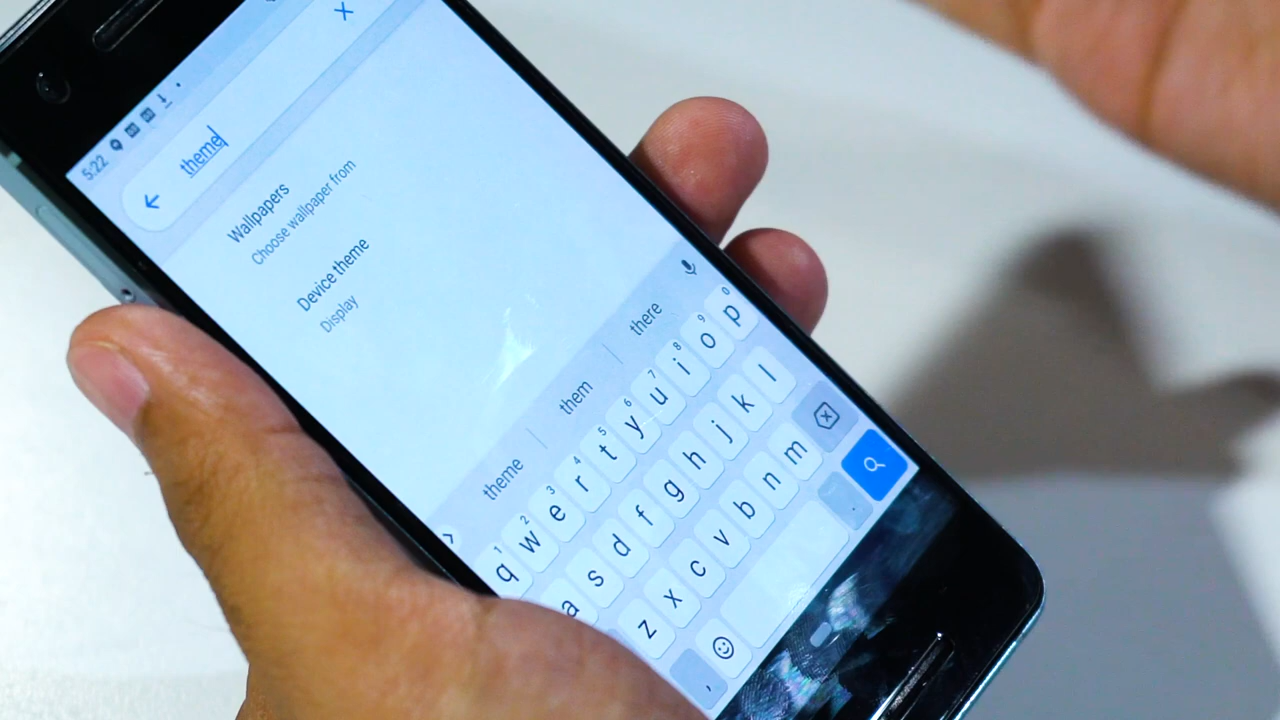 5:22
theme
Wallpapers
Choose wallpaper from
Device theme
Display
theme them there
1 2 3 4 5 6 7 8 9 0
q w e r t y u i o p
a s d f g h j k l
z x c v b n m
, .